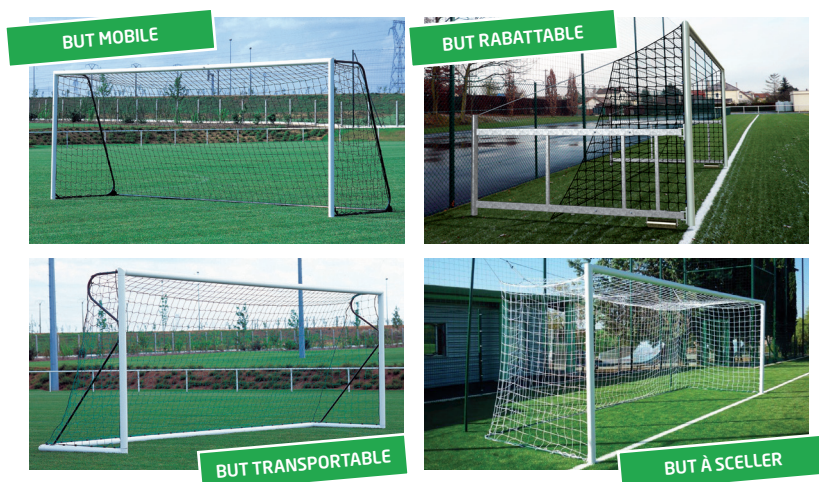 BUT MOBILE
BUT RABATTABLE
BUT TRANSPORTABLE
BUT À SCELLER